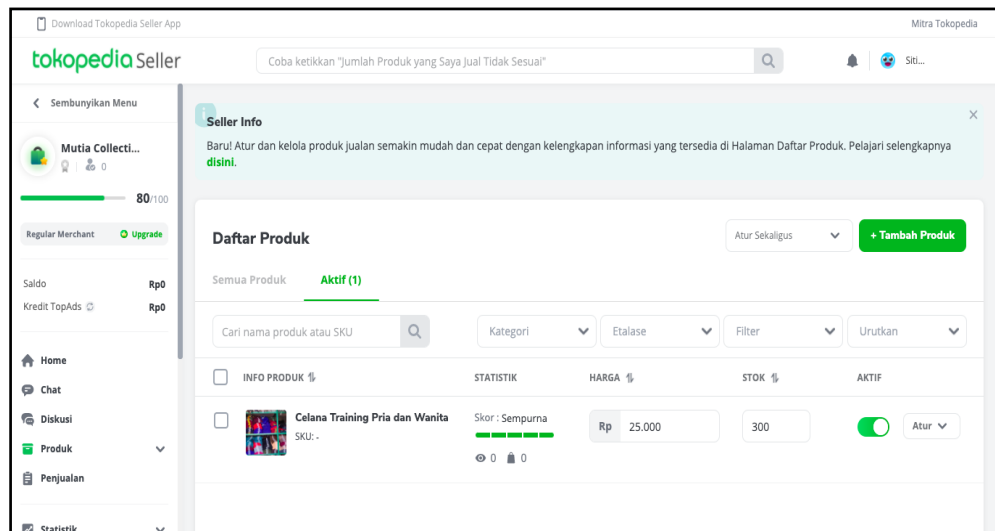 Download Tokopedia Seller App
Mitra Tokopedia
tokopedia Seller
Coba ketikkan "Jumlah Produk yang Saya Jual Tidak Sesuai"
Siti...
Sembunyikan Menu
Mutia Collecti...
0
80/100
Regular Merchant
Upgrade
Saldo Rp0
Kredit TopAds Rp0
Home
Chat
Diskusi
Produk
Penjualan
Statistik
Seller Info
Baru! Atur dan kelola produk jualan semakin mudah dan cepat dengan kelengkapan informasi yang tersedia di Halaman Daftar Produk. Pelajari selengkapnya
disini.
Daftar Produk
Atur Sekaligus
+ Tambah Produk
Semua Produk
Aktif (1)
Cari nama produk atau SKU
Kategori
Etalase
Filter
Urutkan
INFO PRODUK STATISTIK HARGA STOK AKTIF
Celana Training Pria dan Wanita
SKU: -
Skor : Sempurna
0 0
Rp 25.000
300
Atur